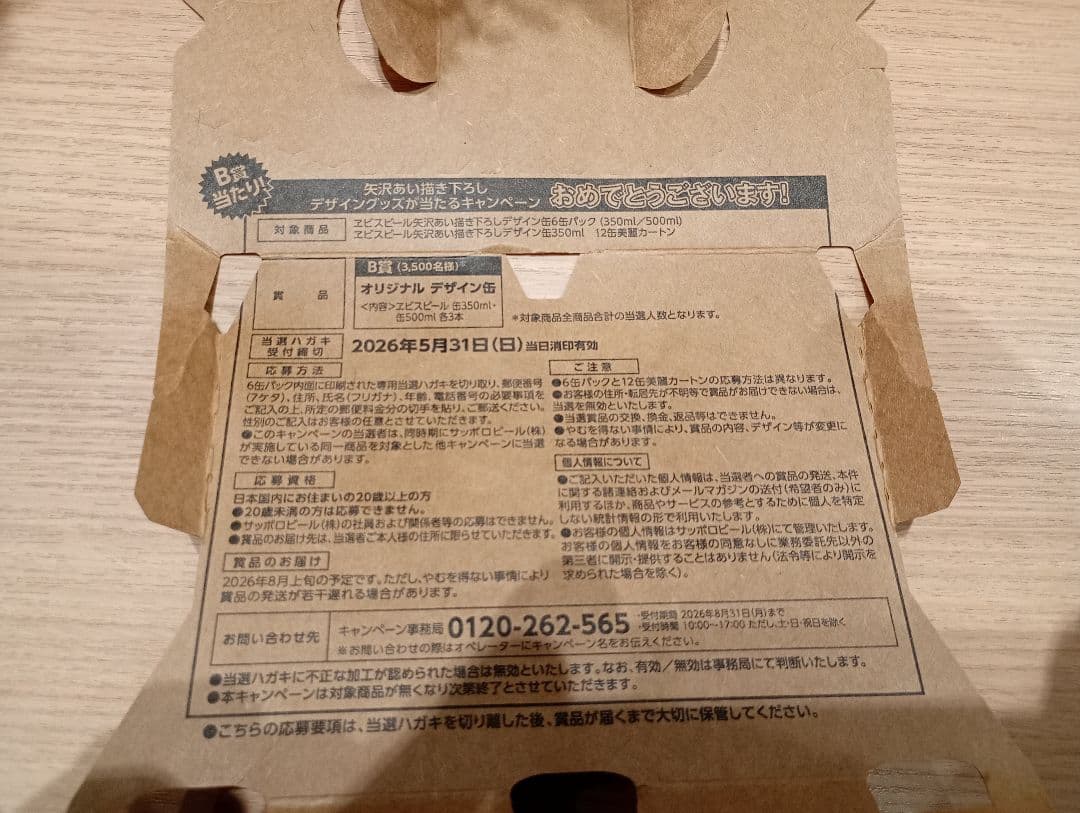 B賞
当たり!
矢沢あい描き下ろし
デザイングッズが当たるキャンペーン おめでとうございます!
対象商品
ヱビスビール矢沢あい描き下ろしデザイン缶6缶パック(350ml/500ml)
ヱビスビール矢沢あい描き下ろしデザイン缶350ml 12缶美麗カートン
賞品
B賞(3,500名様)*
オリジナル デザイン缶
<内容>ヱビスビール 缶350ml・
缶500ml 各3本
*対象商品全商品合計の当選人数となります。
当選ハガキ
受付締切
2026年5月31日(日)当日消印有効
応募方法
6缶パック内面に印刷された専用当選ハガキを切り取り、郵便番号
(7ケタ)、住所、氏名(フリガナ)、年齢、電話番号の必要事項を
ご記入の上、所定の郵便料金分の切手を貼り、ご郵送ください。
性別のご記入はお客様の任意とさせていただきます。
●このキャンペーンの当選者は、同時期にサッポロビール(株)
が実施している同一商品を対象とした他キャンペーンに当選
できない場合があります。
応募資格
日本国内にお住まいの20歳以上の方
●20歳未満の方は応募できません。
●サッポロビール(株)の社員および関係者等の応募はできません。
●賞品のお届け先は、当選者ご本人様の住所に限らせていただきます。
賞品のお届け
2026年8月上旬の予定です。ただし、やむを得ない事情により
賞品の発送が若干遅れる場合があります。
ご注意
●6缶パックと12缶美麗カートンの応募方法は異なります。
●お客様の住所・転居先が不明等で賞品がお届けできない場合は、
当選を無効といたします。
●当選賞品の交換、換金、返品等はできません。
●やむを得ない事情により、賞品の内容、デザイン等が変更に
なる場合があります。
個人情報について
●ご記入いただいた個人情報は、当選者への賞品の発送、本件
に関する諸連絡およびメールマガジンの送付(希望者のみ)に
利用するほか、商品やサービスの参考とするために個人を特定
しない統計情報の形で利用いたします。
●お客様の個人情報はサッポロビール(株)にて管理いたします。
お客様の個人情報をお客様の同意なしに業務委託先以外の
第三者に開示・提供することはありません(法令等により開示を
求められた場合を除く)。
お問い合わせ先
キャンペーン事務局 0120-262-565
・受付期間 2026年8月31日(月)まで
・受付時間 10:00~17:00 ただし、土・日・祝日を除く
※お問い合わせの際はオペレーターにキャンペーン名をお伝えください。
●当選ハガキに不正な加工が認められた場合は無効といたします。なお、有効/無効は事務局にて判断いたします。
●本キャンペーンは対象商品が無くなり次第終了とさせていただきます。
●こちらの応募要項は、当選ハガキを切り離した後、賞品が届くまで大切に保管してください。